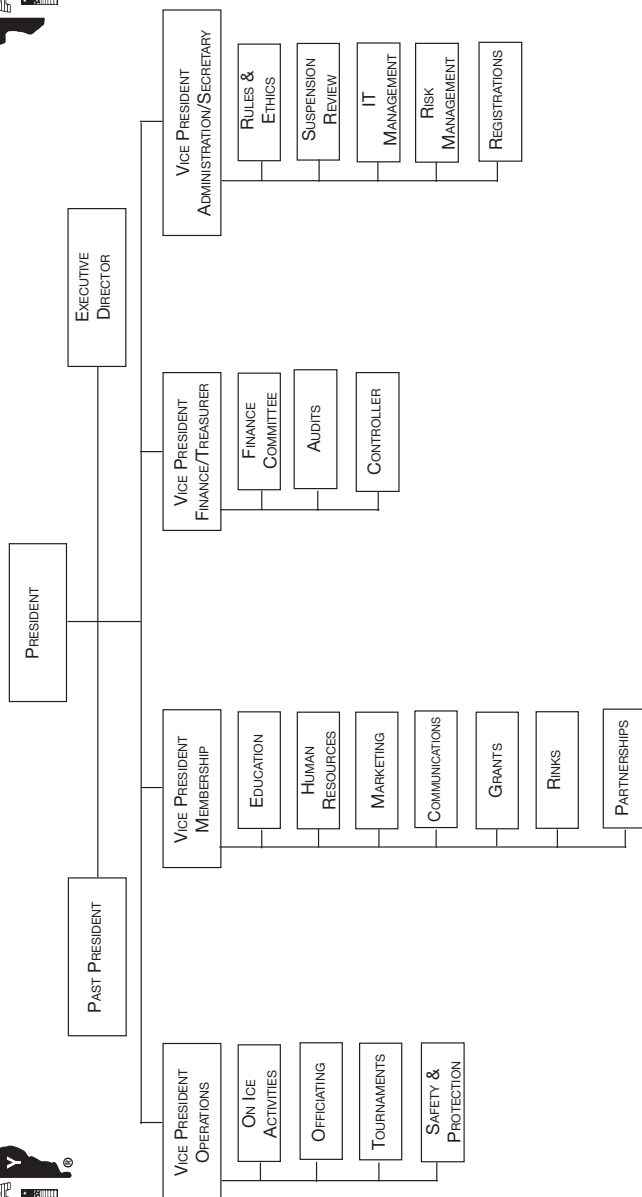 Y
®
PRESIDENT
PAST PRESIDENT
EXECUTIVE
DIRECTOR
VICE PRESIDENT
OPERATIONS
ON ICE
ACTIVITIES
OFFICIATING
TOURNAMENTS
SAFETY &
PROTECTION
VICE PRESIDENT
MEMBERSHIP
EDUCATION
HUMAN
RESOURCES
MARKETING
COMMUNICATIONS
GRANTS
RINKS
PARTNERSHIPS
VICE PRESIDENT
FINANCE/TREASURER
FINANCE
COMMITTEE
AUDITS
CONTROLLER
VICE PRESIDENT
ADMINISTRATION/SECRETARY
RULES &
ETHICS
SUSPENSION
REVIEW
IT
MANAGEMENT
RISK
MANAGEMENT
REGISTRATIONS